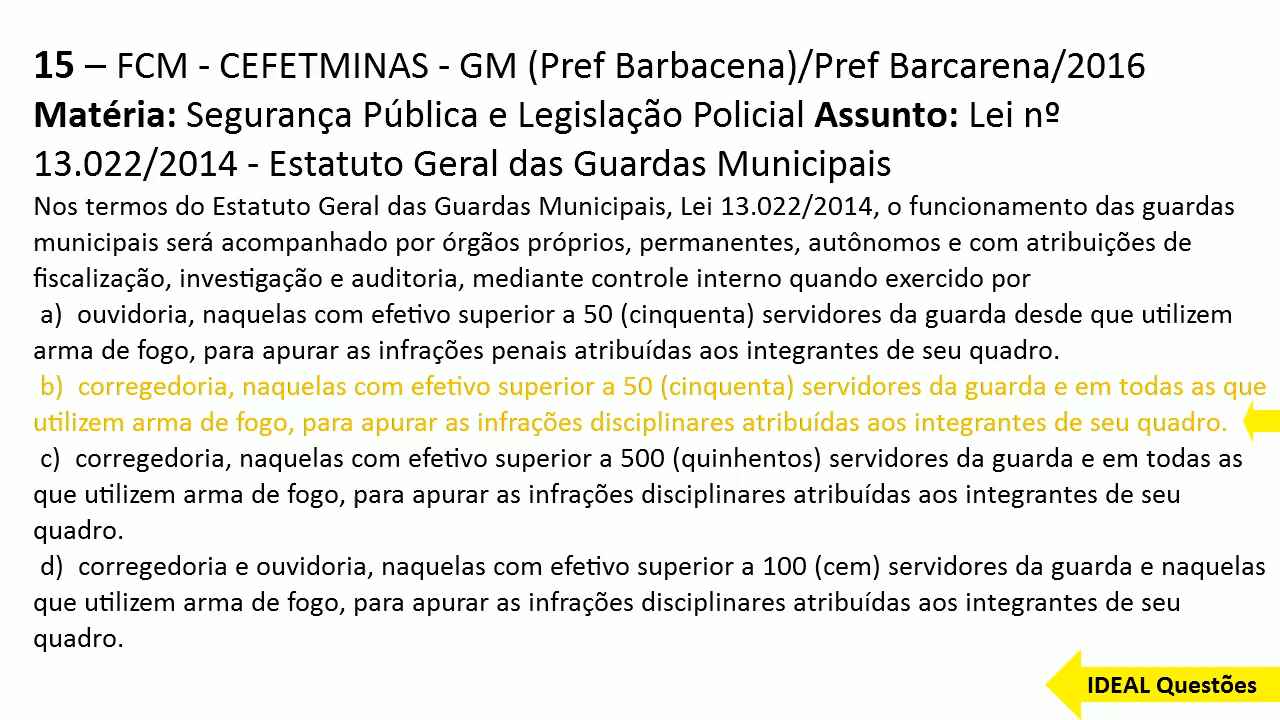 15 – FCM - CEFETMINAS - GM (Pref Barbacena)/Pref Barcarena/2016
Matéria: Segurança Pública e Legislação Policial Assunto: Lei nº
13.022/2014 - Estatuto Geral das Guardas Municipais
Nos termos do Estatuto Geral das Guardas Municipais, Lei 13.022/2014, o funcionamento das guardas
municipais será acompanhado por órgãos próprios, permanentes, autônomos e com atribuições de
fiscalização, investigação e auditoria, mediante controle interno quando exercido por
a) ouvidoria, naquelas com efetivo superior a 50 (cinquenta) servidores da guarda desde que utilizem
arma de fogo, para apurar as infrações penais atribuídas aos integrantes de seu quadro.
b) corregedoria, naquelas com efetivo superior a 50 (cinquenta) servidores da guarda e em todas as que
utilizem arma de fogo, para apurar as infrações disciplinares atribuídas aos integrantes de seu quadro.
c) corregedoria, naquelas com efetivo superior a 500 (quinhentos) servidores da guarda e em todas as
que utilizem arma de fogo, para apurar as infrações disciplinares atribuídas aos integrantes de seu
quadro.
d) corregedoria e ouvidoria, naquelas com efetivo superior a 100 (cem) servidores da guarda e naquelas
que utilizem arma de fogo, para apurar as infrações disciplinares atribuídas aos integrantes de seu
quadro.
IDEAL Questões